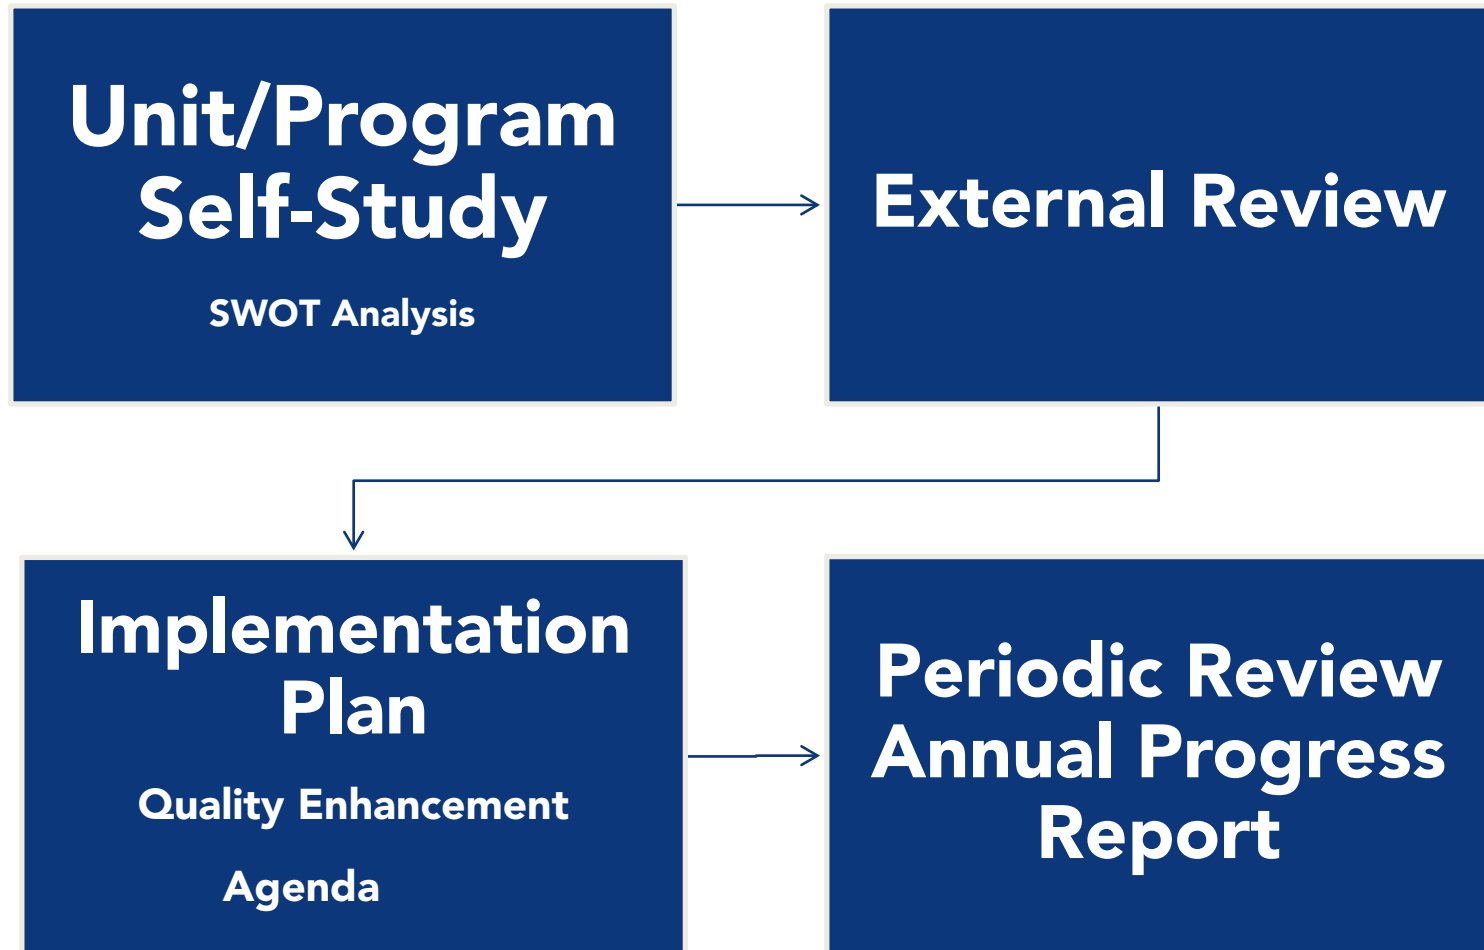 Unit/Program
Self-Study
SWOT Analysis
External Review
Implementation
Plan
Quality Enhancement
Agenda
Periodic Review
Annual Progress
Report